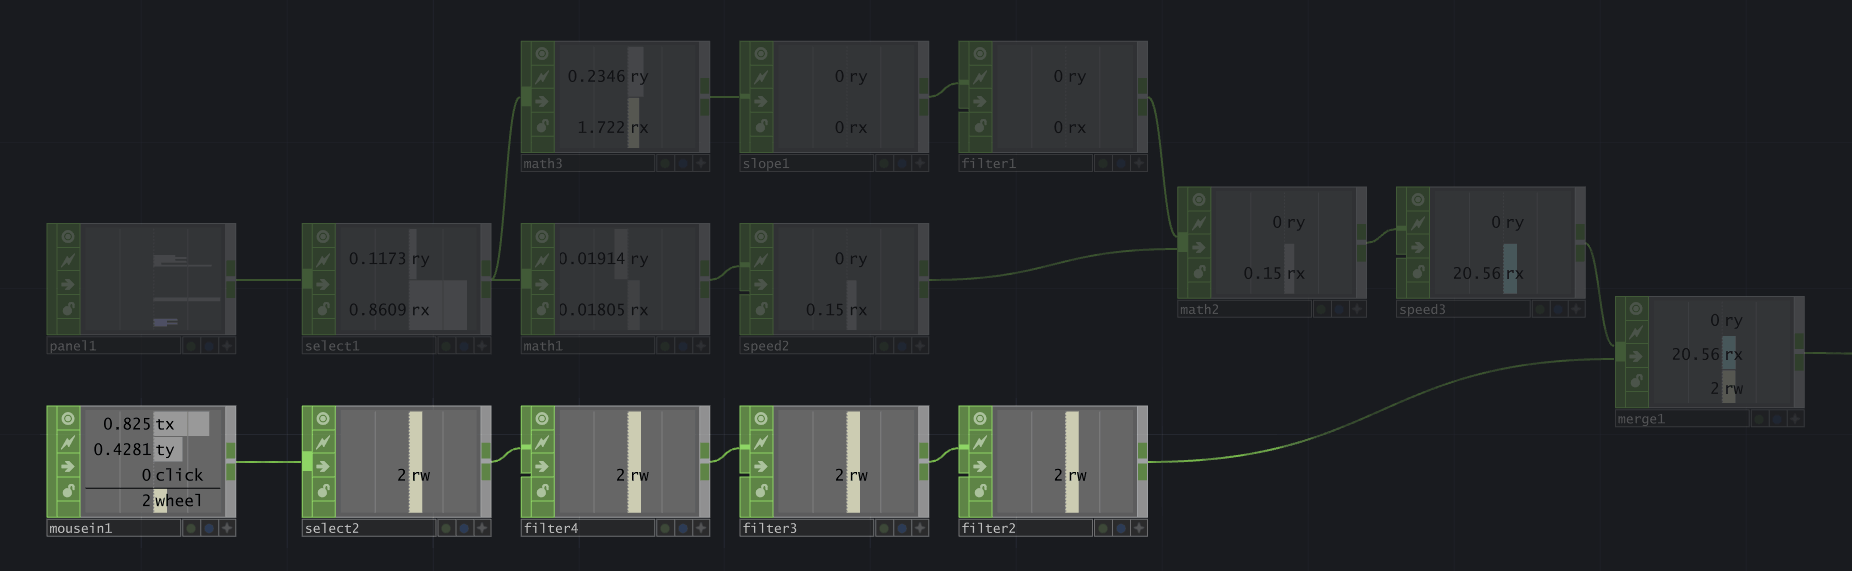 0.2346 ry
1.722 rx
math3
0 ry
0 rx
slope1
0 ry
0 rx
filter1
panel1
0.1173 ry
0.8609 rx
select1
0.01914 ry
0.01805 rx
math1
0 ry
0.15 rx
speed2
0 ry
0.15 rx
math2
0 ry
20.56 rx
speed3
0 ry
20.56 rx
2 rw
merge1
0.825 tx
0.4281 ty
0 click
2 wheel
mousein1
2 rw
select2
2 rw
filter4
2 rw
filter3
2 rw
filter2